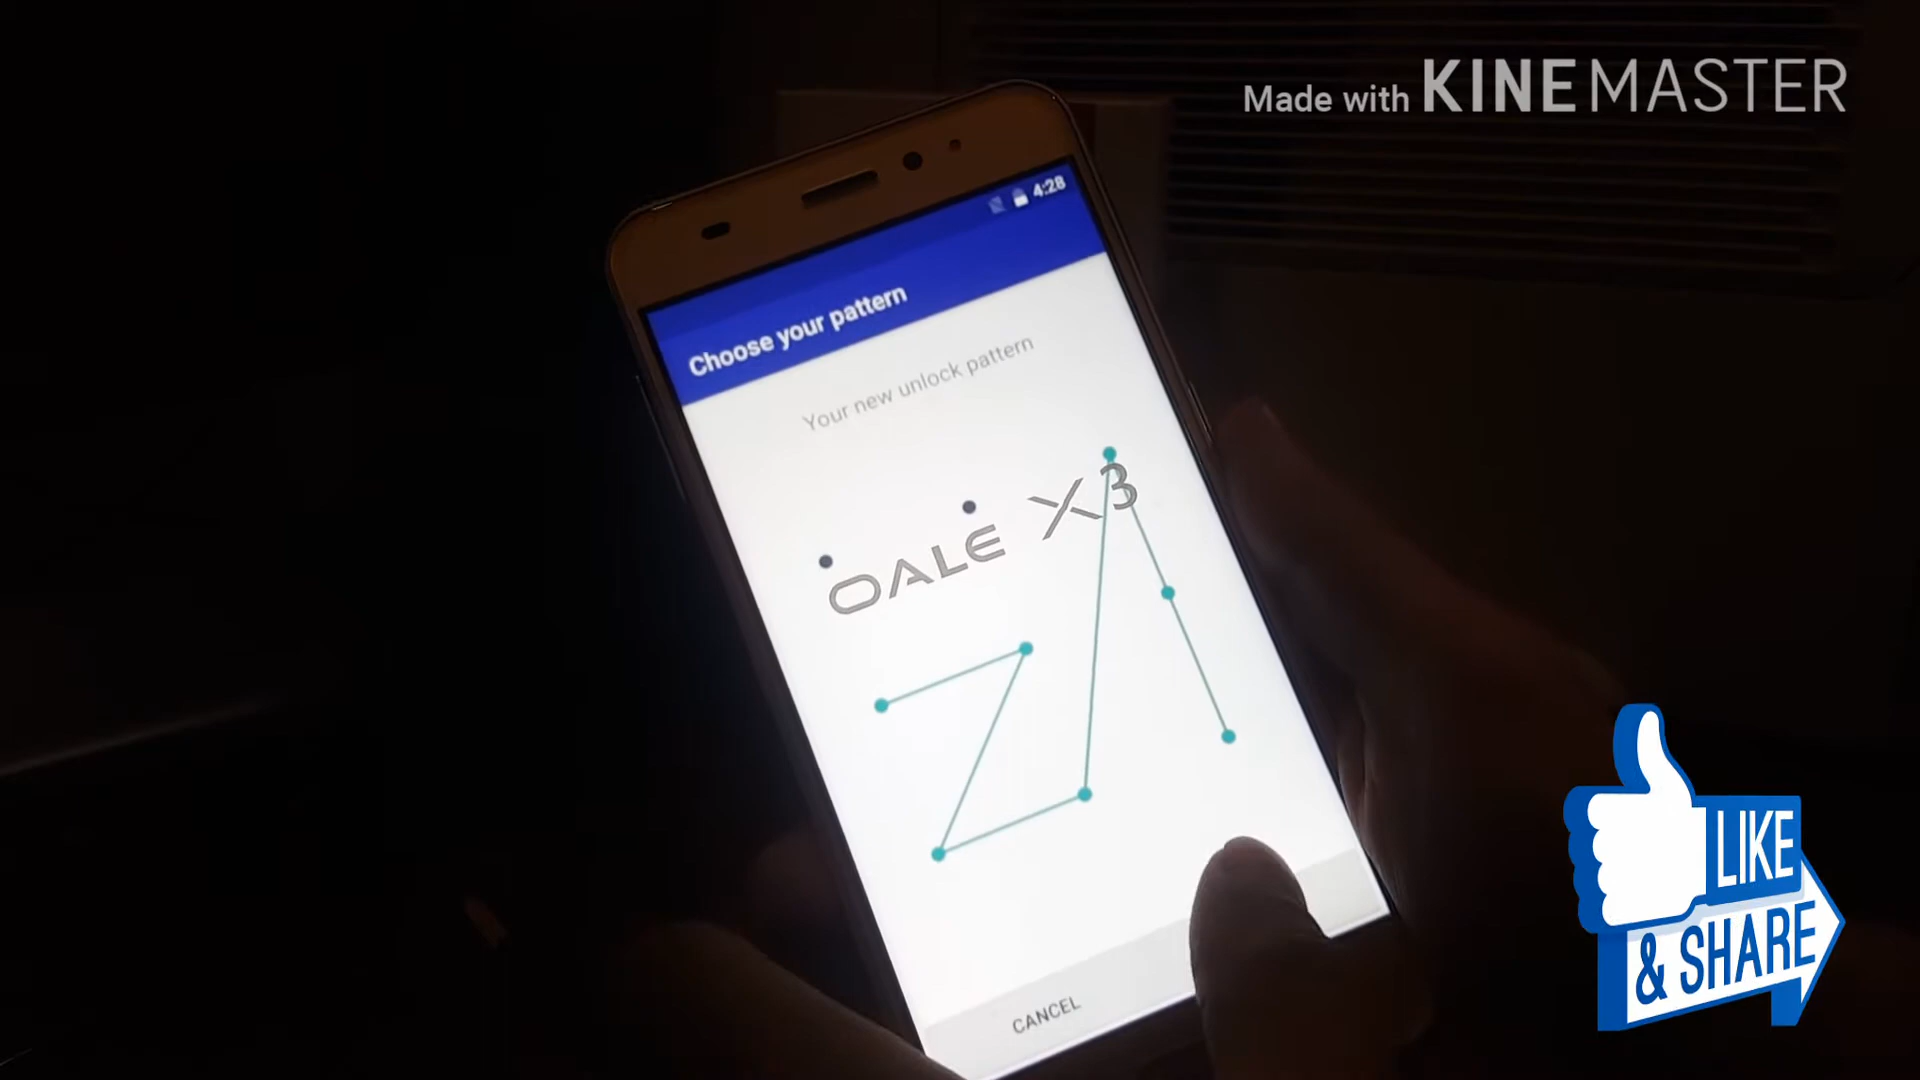 Made with KINEMASTER
4:28
Choose your pattern
Your new unlock pattern
OALE X3
CANCEL
LIKE
& SHARE